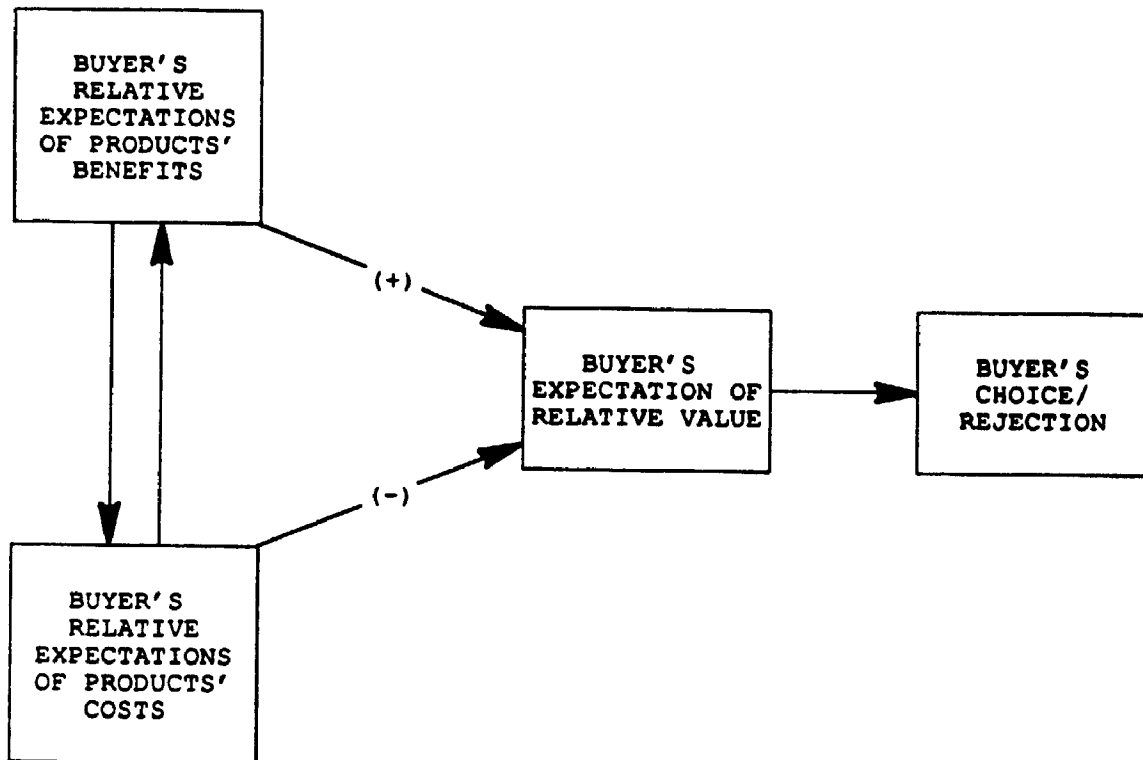 BUYER'S
RELATIVE
EXPECTATIONS
OF PRODUCTS'
BENEFITS
(+)
BUYER'S
EXPECTATION OF
RELATIVE VALUE
BUYER'S
CHOICE/
REJECTION
(-)
BUYER'S
RELATIVE
EXPECTATIONS
OF PRODUCTS'
COSTS